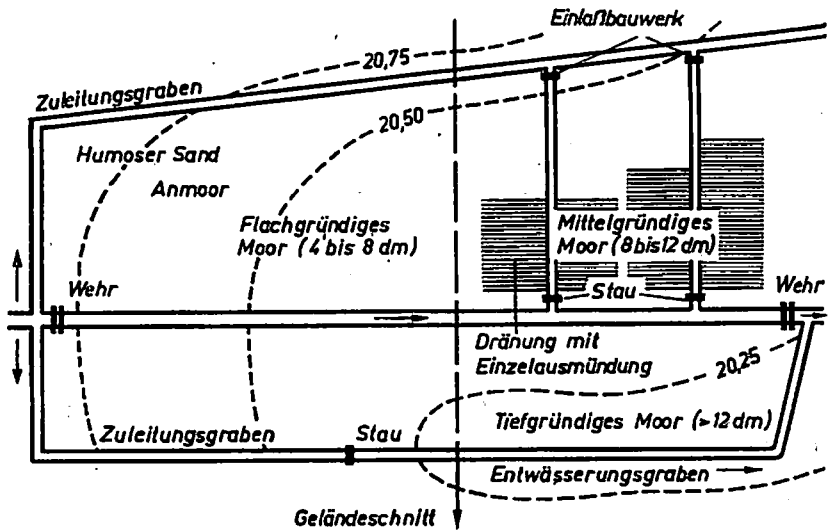 Einlaßbauwerk
20,75
Zuleitungsgraben
20,50
Humoser Sand
Anmoor
Flachgründiges
Moor (4 bis 8 dm)
Mittelgründiges
Moor (8 bis 12 dm)
Wehr
Stau
Wehr
Dränung mit
Einzelausmündung
20,25
Tiefgründiges Moor (>12 dm)
Zuleitungsgraben
Stau
Entwässerungsgraben
Geländeschnitt